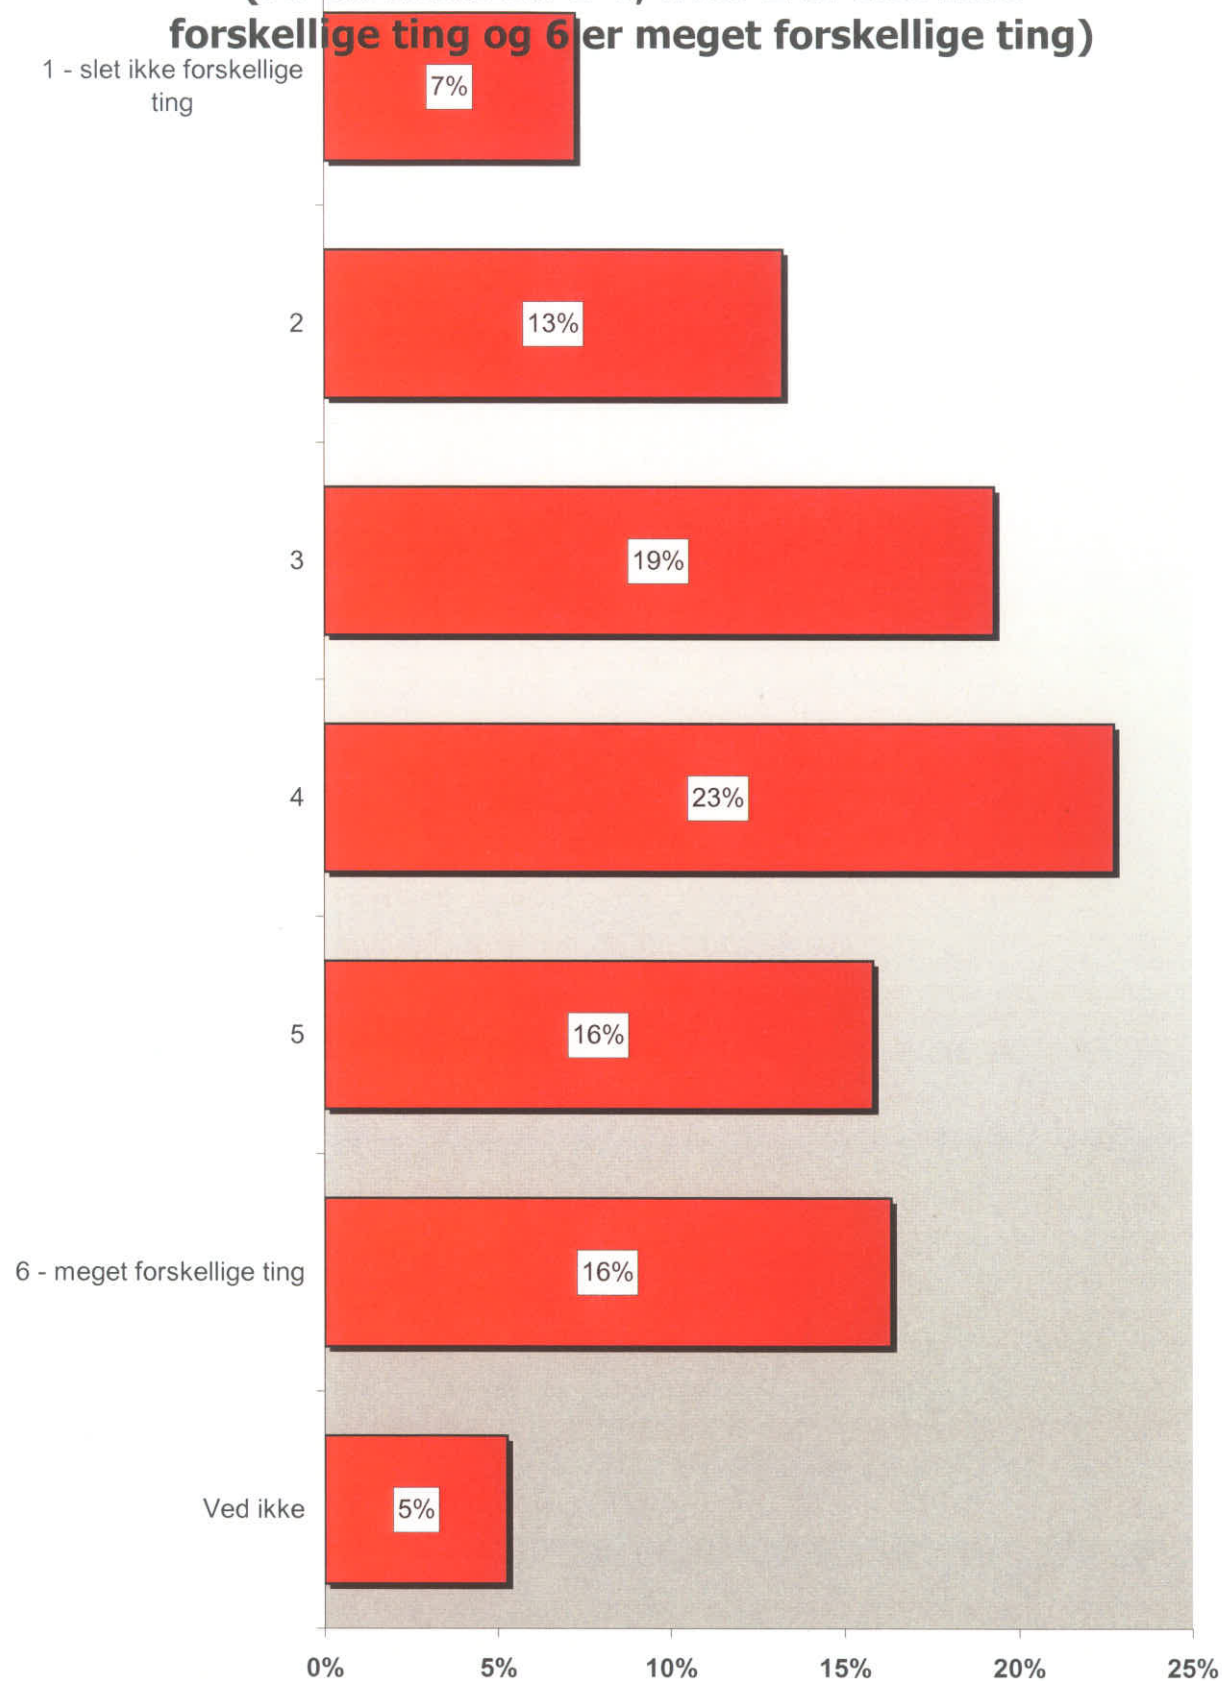 forskellige ting og 6 er meget forskellige ting)
1 - slet ikke forskellige
ting
7%
2
13%
3
19%
4
23%
5
16%
6 - meget forskellige ting
16%
Ved ikke
5%
0% 5% 10% 15% 20% 25%